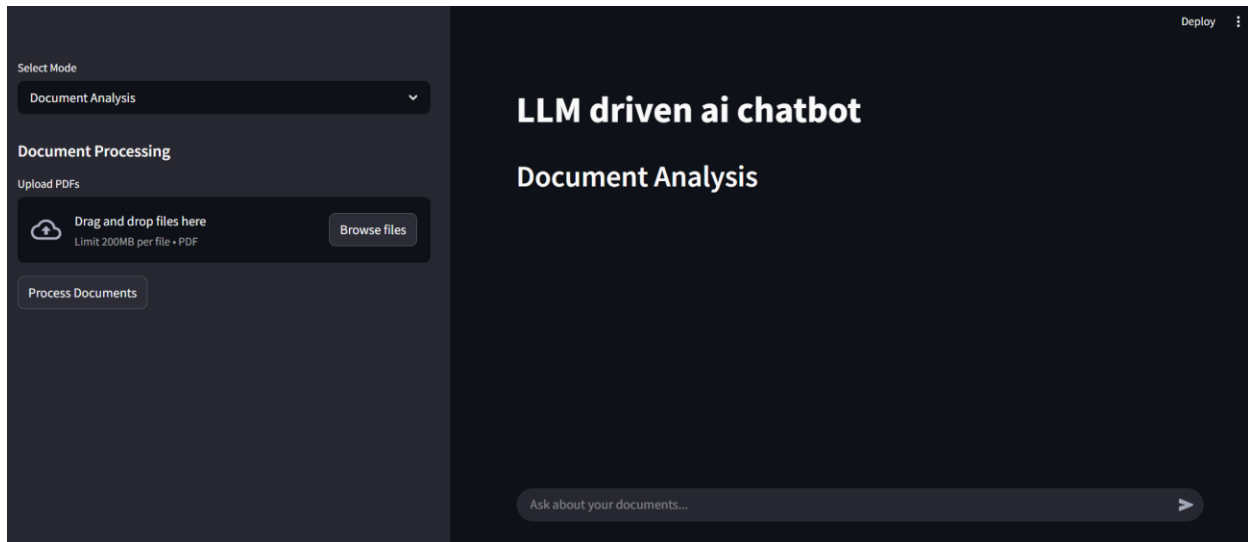 Deploy
Select Mode
Document Analysis
Document Processing
Upload PDFs
Drag and drop files here
Limit 200MB per file • PDF
Browse files
Process Documents
LLM driven ai chatbot
Document Analysis
Ask about your documents...